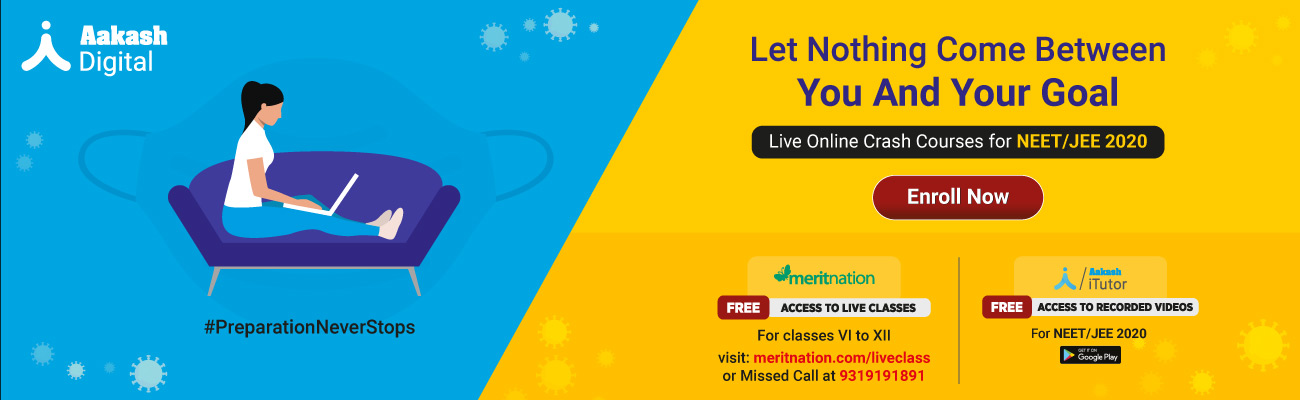 Aakash
Digital
#PreparationNeverStops
Let Nothing Come Between
You And Your Goal
Live Online Crash Courses for NEET/JEE 2020
Enroll Now
meritnation
FREE ACCESS TO LIVE CLASSES
For classes VI to XII
visit: meritnation.com/liveclass
or Missed Call at 9319191891
Aakash
iTutor
FREE ACCESS TO RECORDED VIDEOS
For NEET/JEE 2020
GET IT ON
Google Play